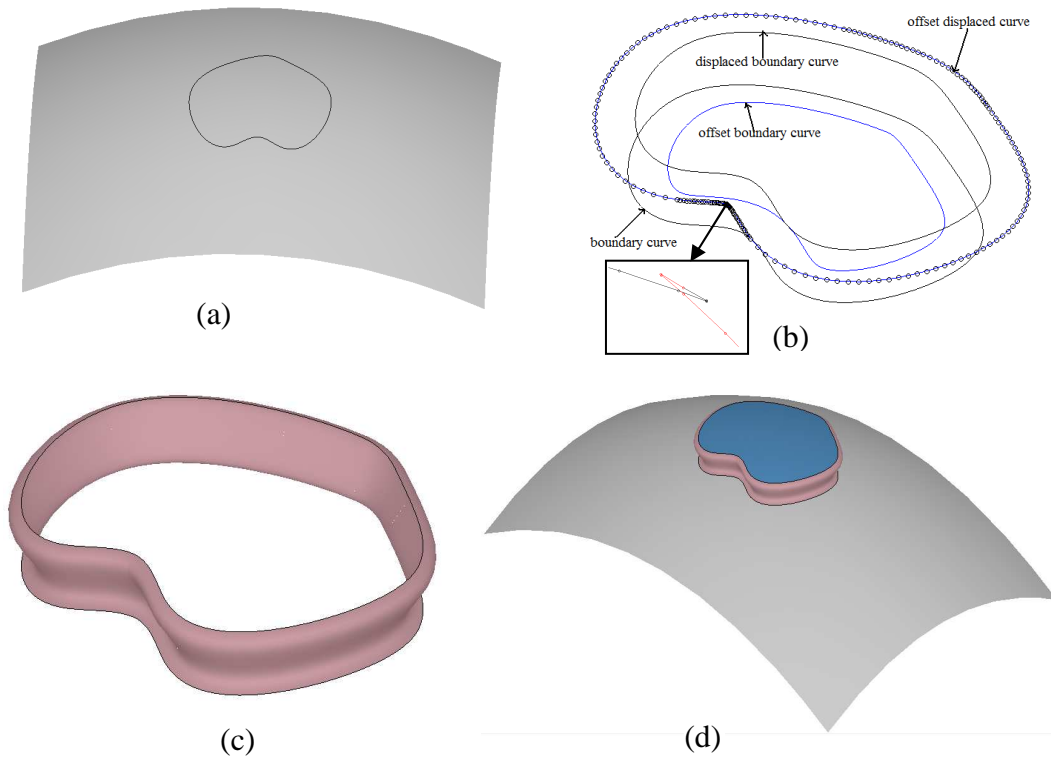 offset displaced curve
displaced boundary curve
offset boundary curve
boundary curve
(a)
(b)
(c)
(d)